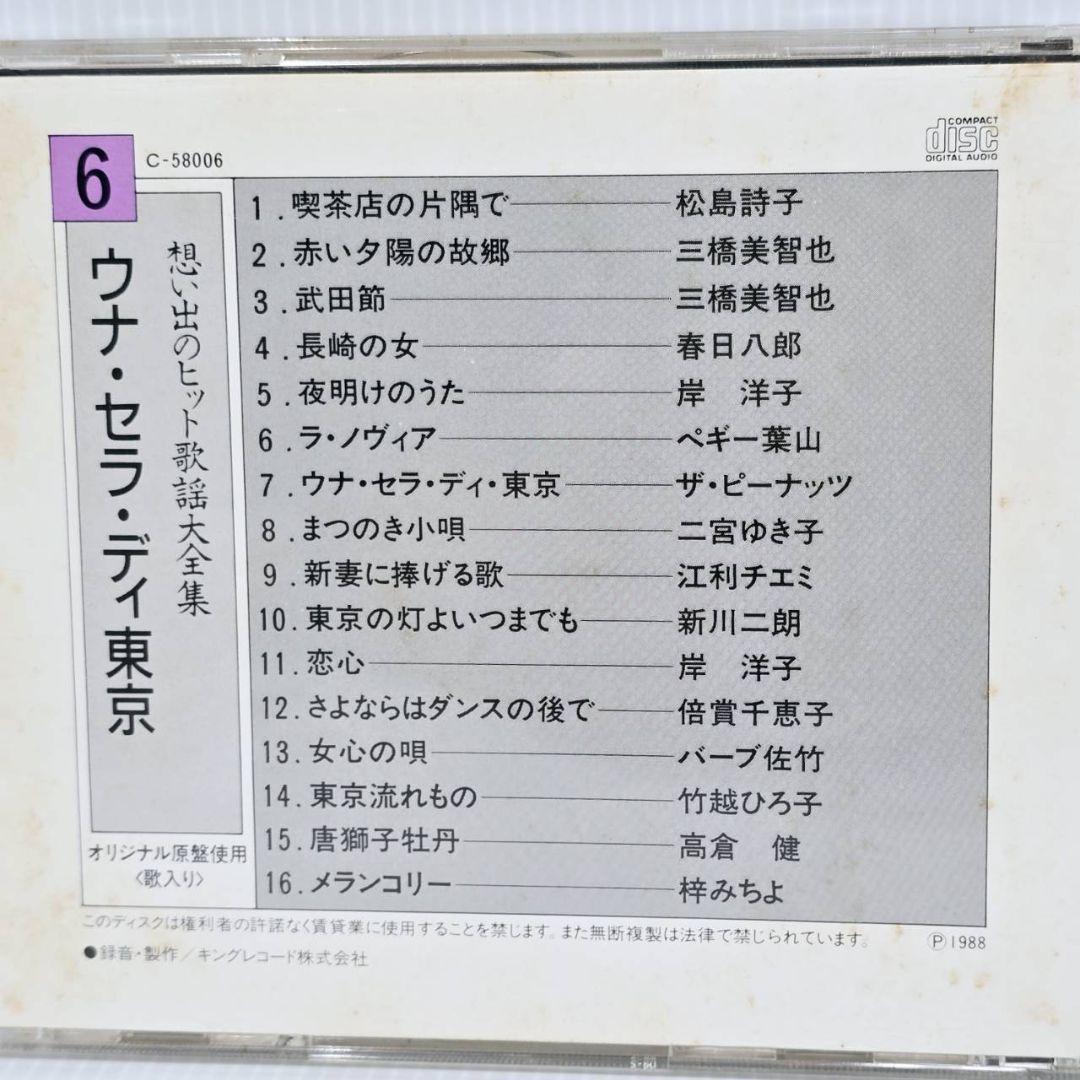 6
C-58006
COMPACT
disc
DIGITAL AUDIO
想い出のヒット歌謡大全集
ウナ・セラ・ディ東京
オリジナル原盤使用
〈歌入り〉
1.喫茶店の片隅で――松島詩子
2.赤い夕陽の故郷――三橋美智也
3.武田節――三橋美智也
4.長崎の女――春日八郎
5.夜明けのうた――岸 洋子
6.ラ・ノヴィア――ペギー葉山
7.ウナ・セラ・ディ・東京――ザ・ピーナッツ
8.まつのき小唄――二宮ゆき子
9.新妻に捧げる歌――江利チエミ
10.東京の灯よいつまでも――新川二朗
11.恋心――岸 洋子
12.さよならはダンスの後で――倍賞千恵子
13.女心の唄――バーブ佐竹
14.東京流れもの――竹越ひろ子
15.唐獅子牡丹――高倉 健
16.メランコリー――梓みちよ
このディスクは権利者の許諾なく賃貸業に使用することを禁じます。また無断複製は法律で禁じられています。
Ⓟ1988
●録音・製作/キングレコード株式会社